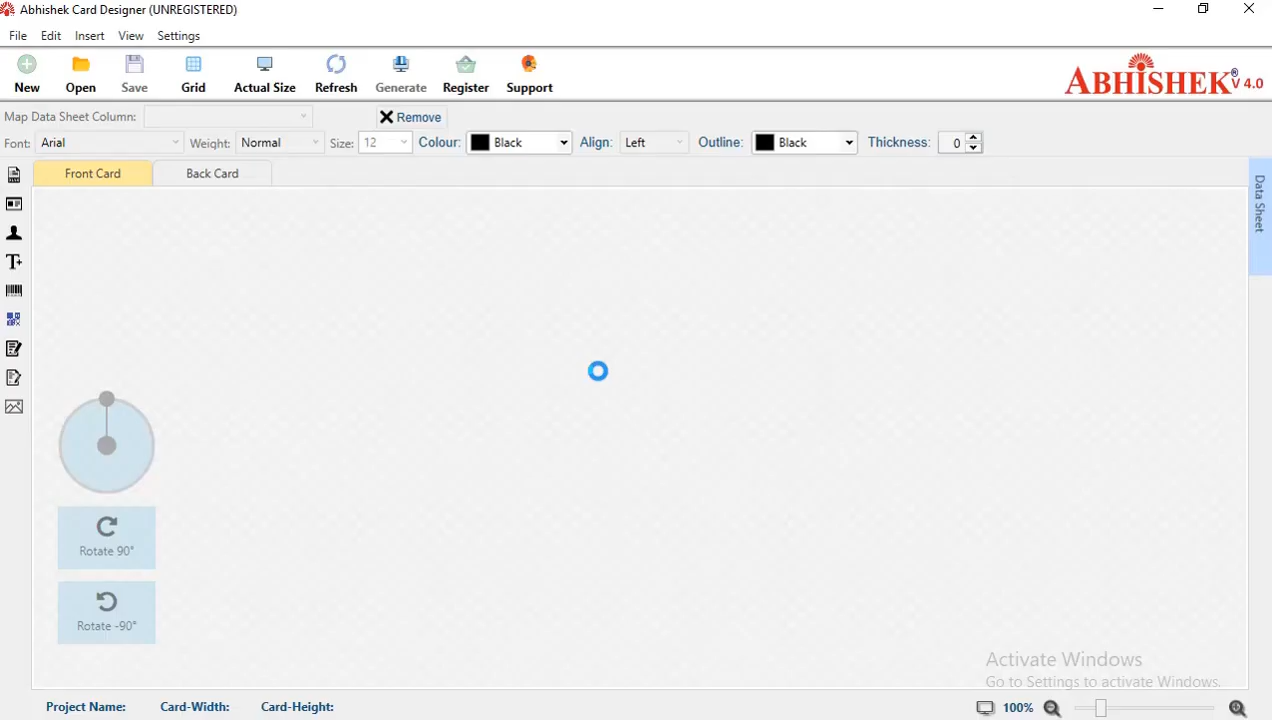 Abhishek Card Designer (UNREGISTERED)
File Edit Insert View Settings
New Open Save Grid Actual Size Refresh Generate Register Support
ABHISHEK® V 4.0
Map Data Sheet Column: Remove
Font: Arial Weight: Normal Size: 12 Colour: Black Align: Left Outline: Black Thickness: 0
Front Card Back Card
Data Sheet
Rotate 90°
Rotate -90°
Activate Windows
Go to Settings to activate Windows.
Project Name: Card-Width: Card-Height: 100%